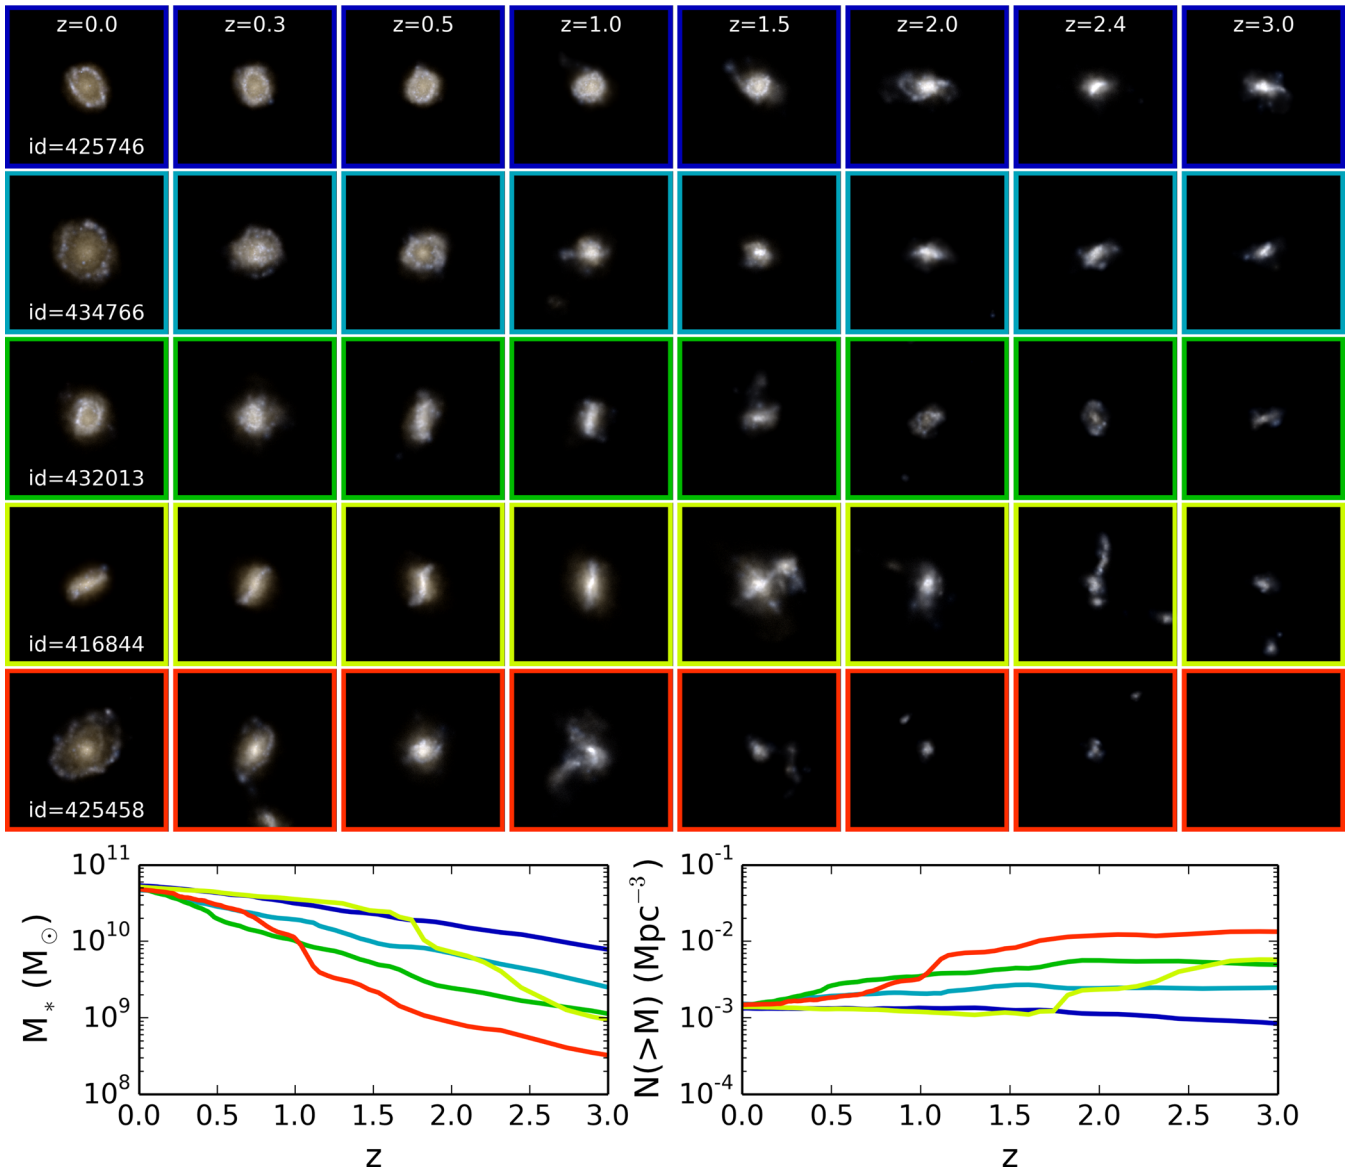 z=0.0 z=0.3 z=0.5 z=1.0 z=1.5 z=2.0 z=2.4 z=3.0
id=425746
id=434766
id=432013
id=416844
id=425458
10^11 10^-1
10^10 10^-2
10^9 10^-3
10^8 10^-4
M_* (M_⊙)
N(>M) (Mpc^−3)
0.0 0.5 1.0 1.5 2.0 2.5 3.0 0.0 0.5 1.0 1.5 2.0 2.5 3.0
z z